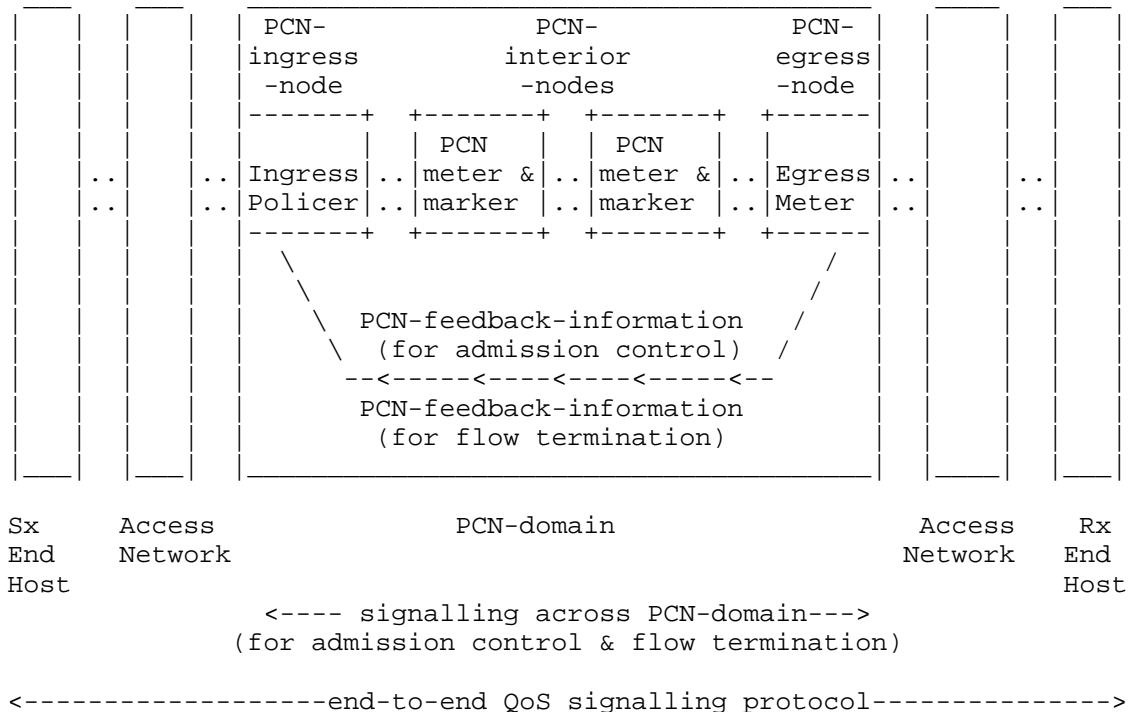 PCN- PCN- PCN-
ingress interior egress
-node -nodes -node
PCN PCN
Ingress meter & meter & Egress
Policer marker marker Meter
PCN-feedback-information
(for admission control)
PCN-feedback-information
(for flow termination)
Sx Access PCN-domain Access Rx
End Network Network End
Host Host
<---- signalling across PCN-domain--->
(for admission control & flow termination)
<-------------------end-to-end QoS signalling protocol--------------->